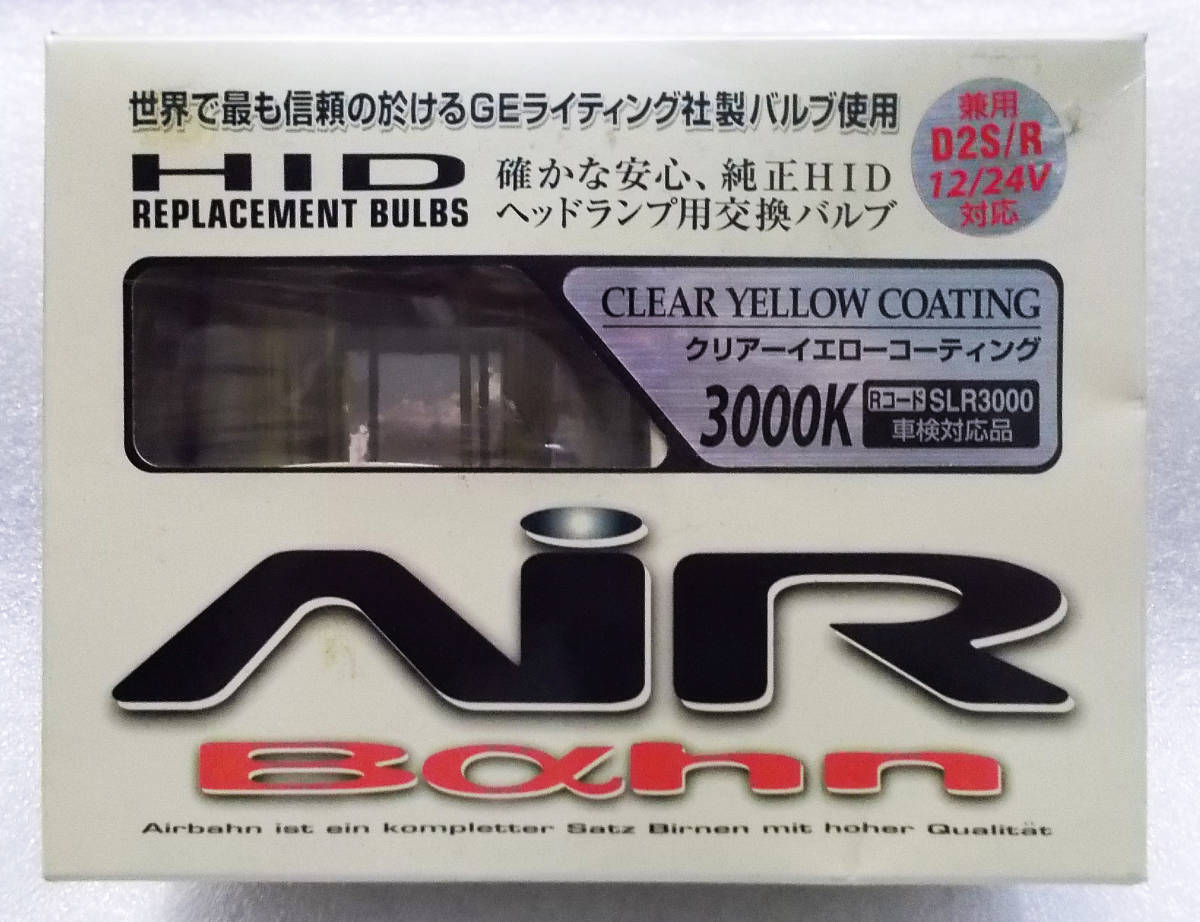 世界で最も信頼の於けるGEライティング社製バルブ使用
HID
REPLACEMENT BULBS
確かな安心、純正HID
ヘッドランプ用交換バルブ
兼用
D2S/R
12/24V
対応
CLEAR YELLOW COATING
クリアーイエローコーティング
3000K
Rコード SLR3000
車検対応品
AiR
Bahn
Airbahn ist ein kompletter Satz Birnen mit hoher Qualität